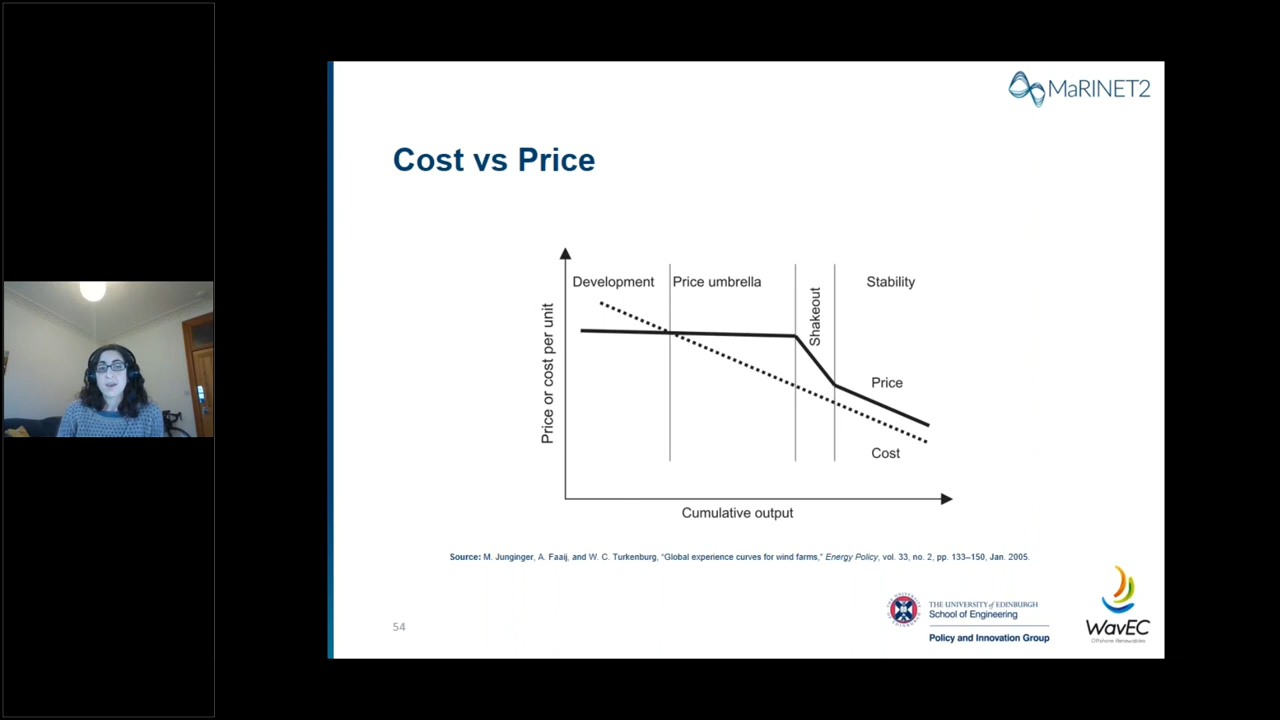 MaRINET2
Cost vs Price
Development
Price umbrella
Shakeout
Stability
Price or cost per unit
Price
Cost
Cumulative output
Source: M. Junginger, A. Faaij, and W. C. Turkenburg, "Global experience curves for wind farms," Energy Policy, vol. 33, no. 2, pp. 133–150, Jan. 2005.
THE UNIVERSITY of EDINBURGH
School of Engineering
Policy and Innovation Group
WavEC
Offshore Renewables
54